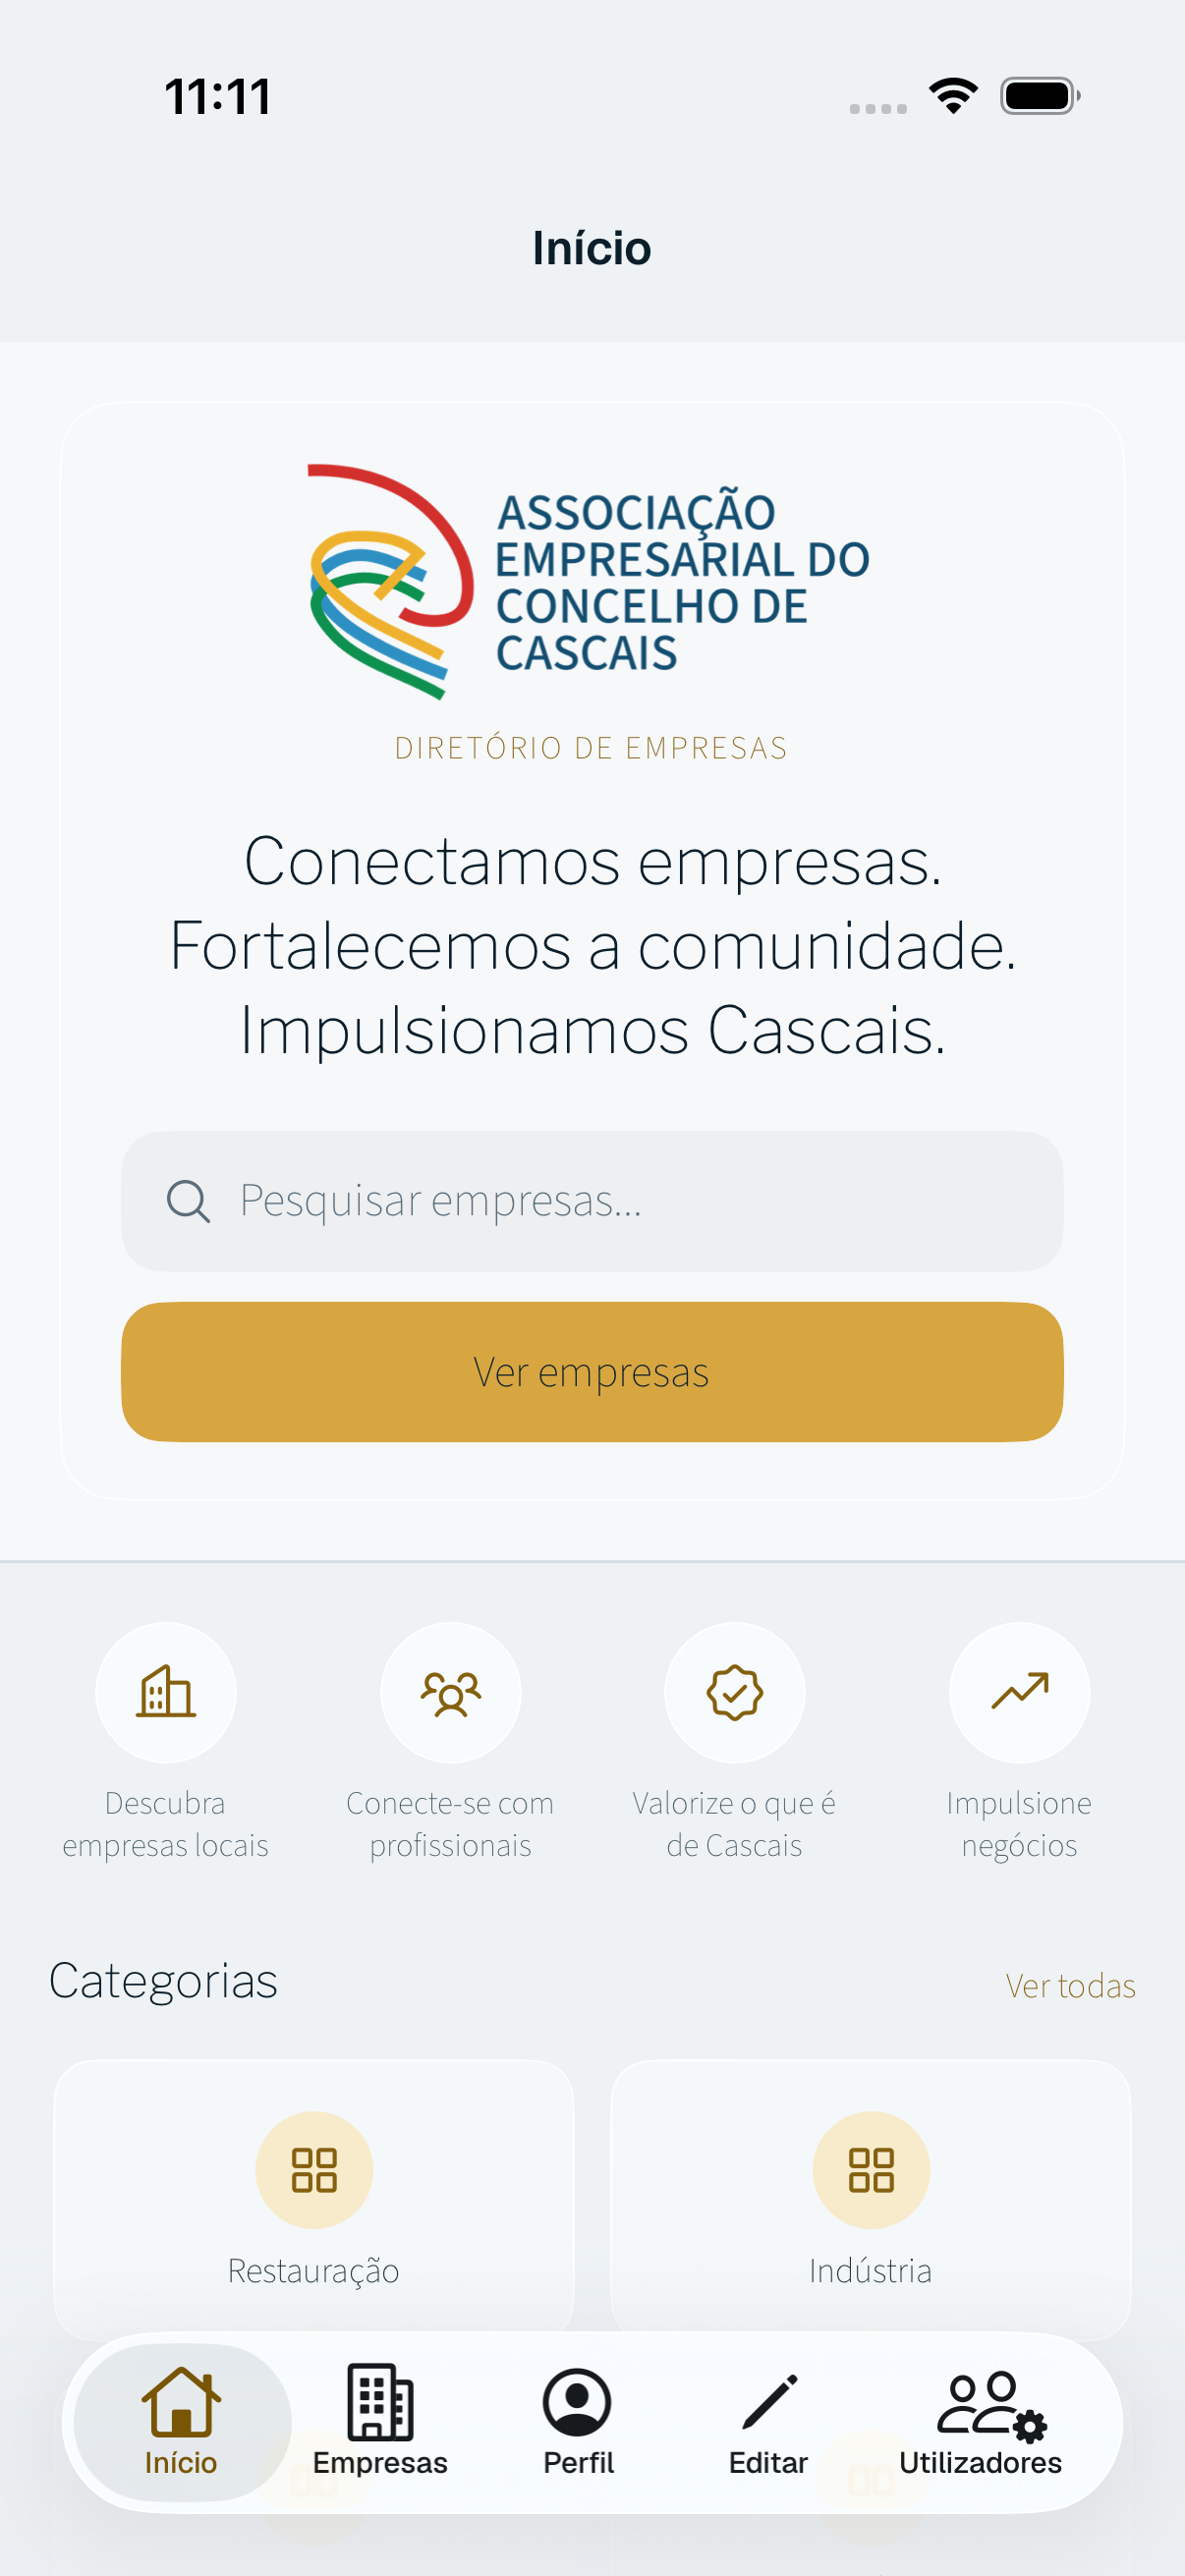 11:11
Início
ASSOCIAÇÃO
EMPRESARIAL DO
CONCELHO DE
CASCAIS
DIRETÓRIO DE EMPRESAS
Conectamos empresas.
Fortalecemos a comunidade.
Impulsionamos Cascais.
Pesquisar empresas...
Ver empresas
Descubra
empresas locais
Conecte-se com
profissionais
Valorize o que é
de Cascais
Impulsione
negócios
Categorias
Ver todas
Restauração
Indústria
Início
Empresas
Perfil
Editar
Utilizadores